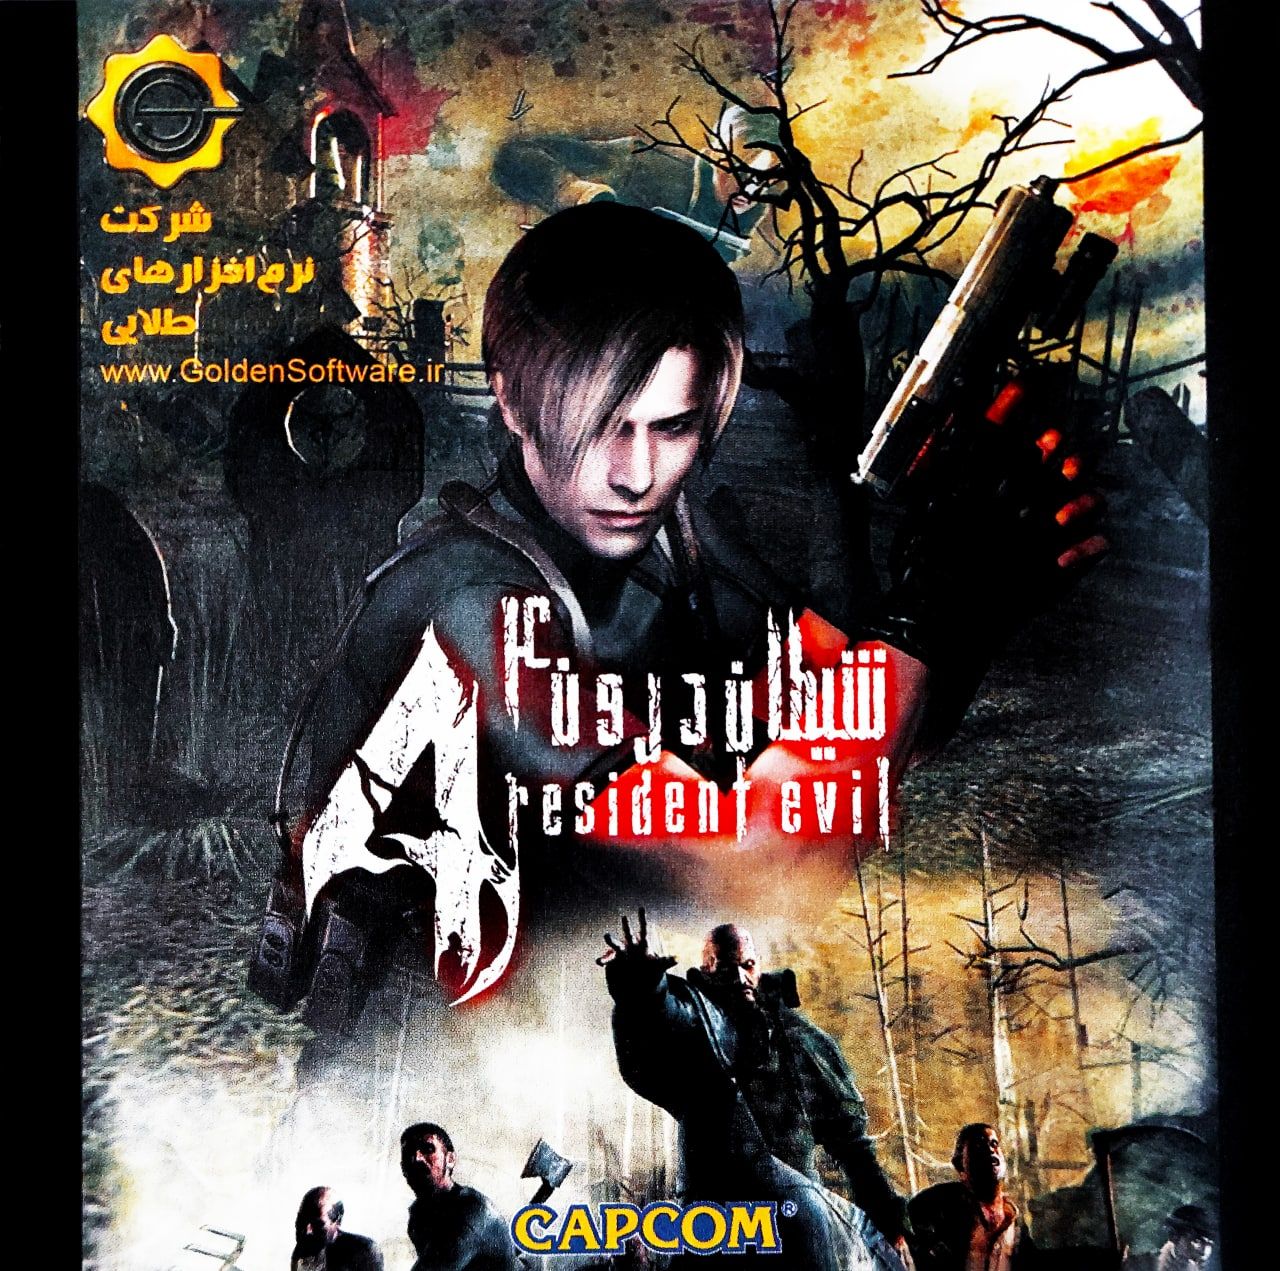 شرکت
نرم افزارهای
طلایی
www.GoldenSoftware.ir
شیطان درون ۴
resident evil
4
CAPCOM®